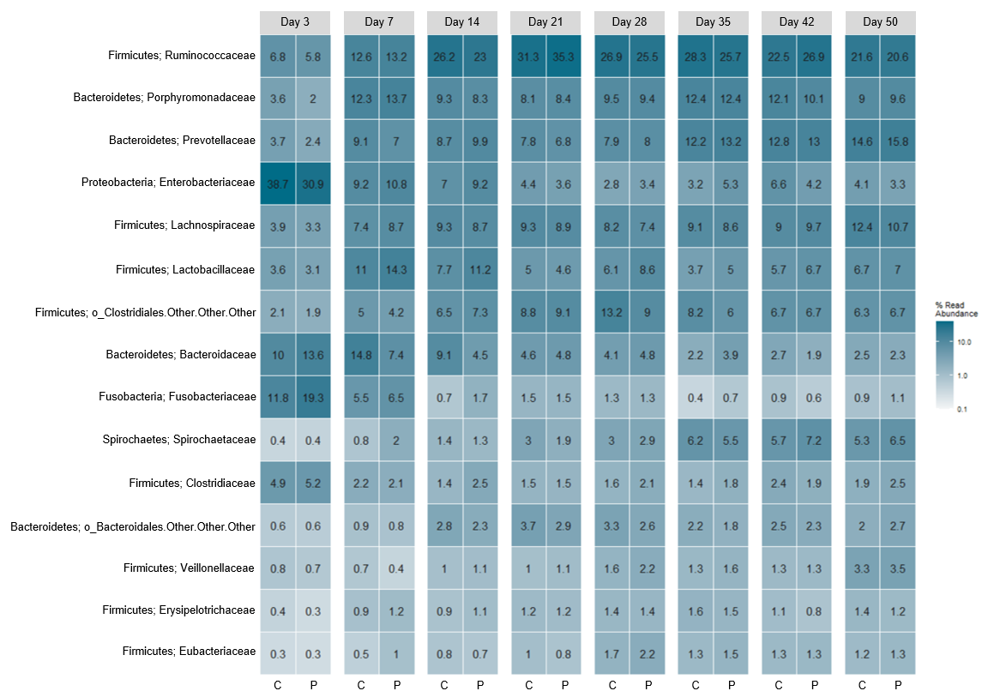 Day 3 Day 7 Day 14 Day 21 Day 28 Day 35 Day 42 Day 50
Firmicutes; Ruminococcaceae 6.8 5.8 12.6 13.2 26.2 23 31.3 35.3 26.9 25.5 28.3 25.7 22.5 26.9 21.6 20.6
Bacteroidetes; Porphyromonadaceae 3.6 2 12.3 13.7 9.3 8.3 8.1 8.4 9.5 9.4 12.4 12.4 12.1 10.1 9 9.6
Bacteroidetes; Prevotellaceae 3.7 2.4 9.1 7 8.7 9.9 7.8 6.8 7.9 8 12.2 13.2 12.8 13 14.6 15.8
Proteobacteria; Enterobacteriaceae 38.7 30.9 9.2 10.8 7 9.2 4.4 3.6 2.8 3.4 3.2 5.3 6.6 4.2 4.1 3.3
Firmicutes; Lachnospiraceae 3.9 3.3 7.4 8.7 9.3 8.7 9.3 8.9 8.2 7.4 9.1 8.6 9 9.7 12.4 10.7
Firmicutes; Lactobacillaceae 3.6 3.1 11 14.3 7.7 11.2 5 4.6 6.1 8.6 3.7 5 5.7 6.7 6.7 7
Firmicutes; o_Clostridiales.Other.Other.Other 2.1 1.9 5 4.2 6.5 7.3 8.8 9.1 13.2 9 8.2 6 6.7 6.7 6.3 6.7
% Read
Abundance
10.0
1.0
0.1
Bacteroidetes; Bacteroidaceae 10 13.6 14.8 7.4 9.1 4.5 4.6 4.8 4.1 4.8 2.2 3.9 2.7 1.9 2.5 2.3
Fusobacteria; Fusobacteriaceae 11.8 19.3 5.5 6.5 0.7 1.7 1.5 1.5 1.3 1.3 0.4 0.7 0.9 0.6 0.9 1.1
Spirochaetes; Spirochaetaceae 0.4 0.4 0.8 2 1.4 1.3 3 1.9 3 2.9 6.2 5.5 5.7 7.2 5.3 6.5
Firmicutes; Clostridiaceae 4.9 5.2 2.2 2.1 1.4 2.5 1.5 1.5 1.6 2.1 1.4 1.8 2.4 1.9 1.9 2.5
Bacteroidetes; o_Bacteroidales.Other.Other.Other 0.6 0.6 0.9 0.8 2.8 2.3 3.7 2.9 3.3 2.6 2.2 1.8 2.5 2.3 2 2.7
Firmicutes; Veillonellaceae 0.8 0.7 0.7 0.4 1 1.1 1 1.1 1.6 2.2 1.3 1.6 1.3 1.3 3.3 3.5
Firmicutes; Erysipelotrichaceae 0.4 0.3 0.9 1.2 0.9 1.1 1.2 1.2 1.4 1.4 1.6 1.5 1.1 0.8 1.4 1.2
Firmicutes; Eubacteriaceae 0.3 0.3 0.5 1 0.8 0.7 1 0.8 1.7 2.2 1.3 1.5 1.3 1.3 1.2 1.3
C P C P C P C P C P C P C P C P